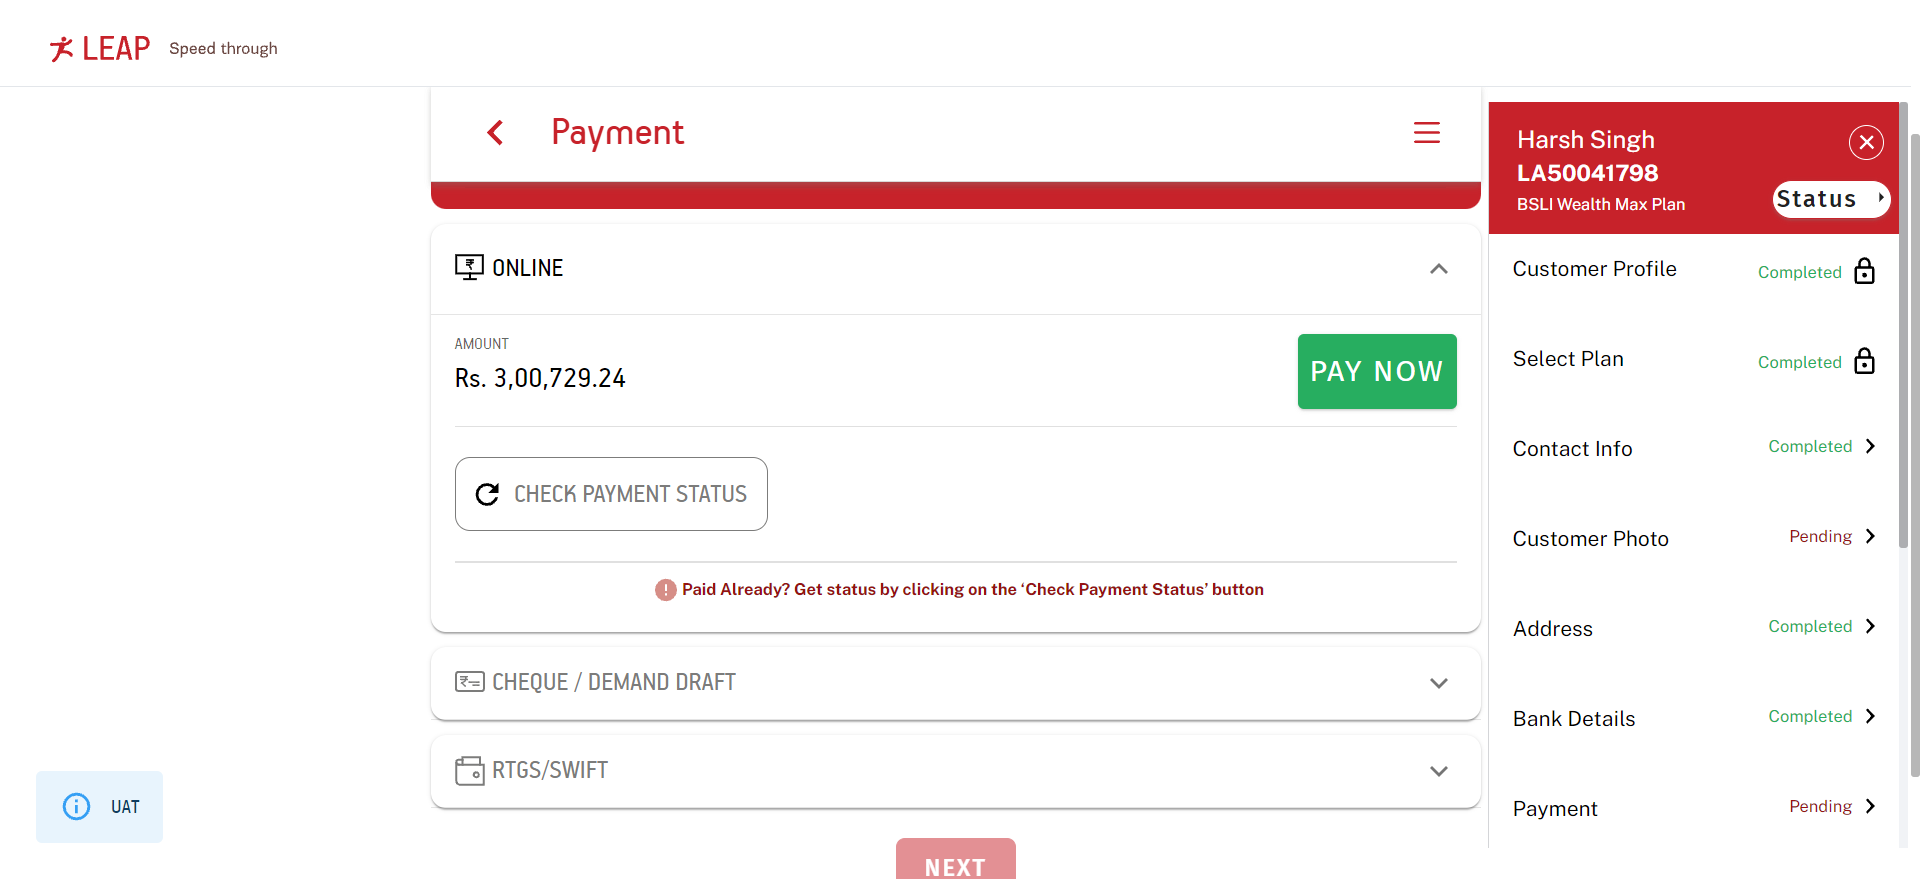 LEAP Speed through
Payment
ONLINE
AMOUNT
Rs. 3,00,729.24
PAY NOW
CHECK PAYMENT STATUS
Paid Already? Get status by clicking on the ‘Check Payment Status’ button
CHEQUE / DEMAND DRAFT
RTGS/SWIFT
NEXT
UAT
Harsh Singh
LA50041798
BSLI Wealth Max Plan
Status
Customer Profile Completed
Select Plan Completed
Contact Info Completed
Customer Photo Pending
Address Completed
Bank Details Completed
Payment Pending